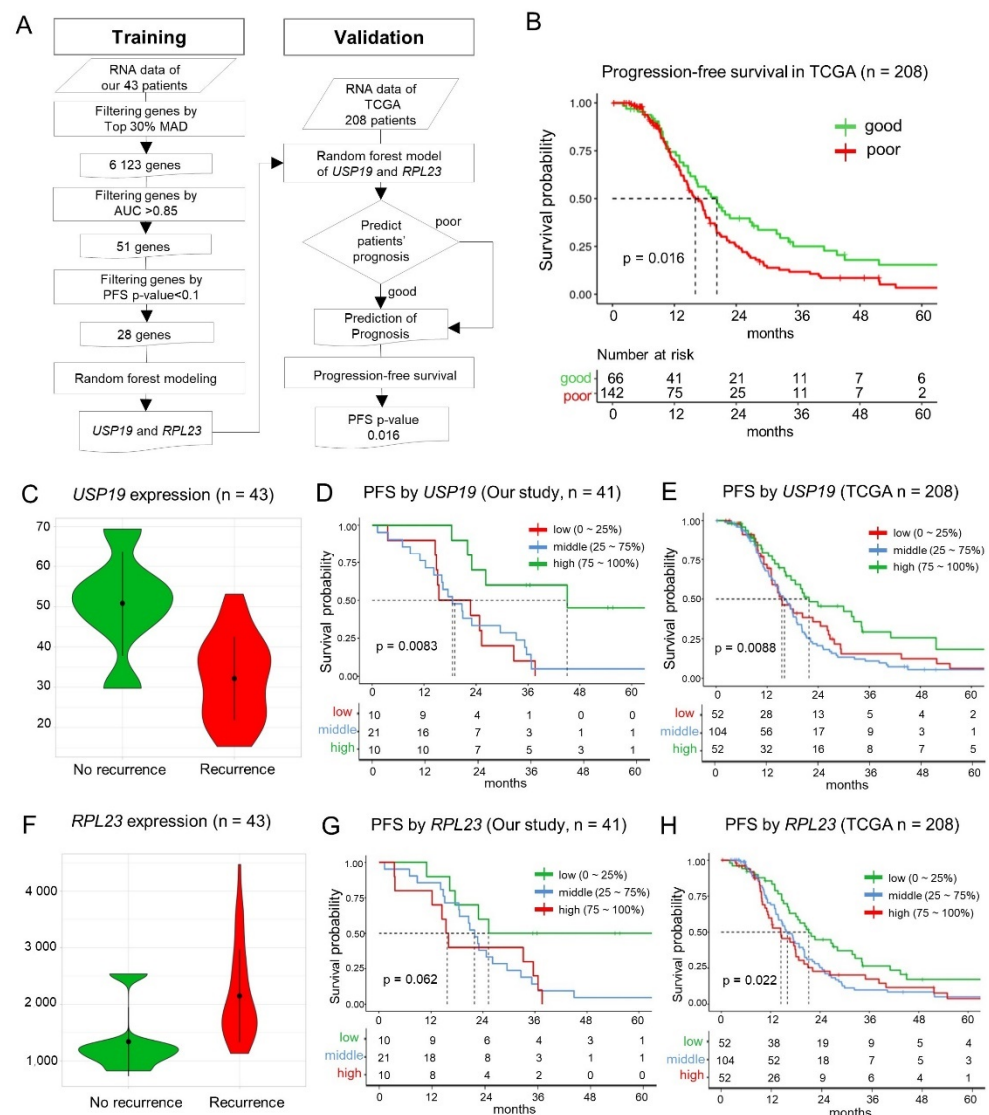 A
Training
RNA data of
our 43 patients
Filtering genes by
Top 30% MAD
6 123 genes
Filtering genes by
AUC >0.85
51 genes
Filtering genes by
PFS p-value<0.1
28 genes
Random forest modeling
USP19 and RPL23
Validation
RNA data of
TCGA
208 patients
Random forest model
of USP19 and RPL23
Predict
patients'
prognosis
poor
good
Prediction of
Prognosis
Progression-free survival
PFS p-value
0.016
B
Progression-free survival in TCGA (n = 208)
good
poor
Survival probability
1.00
0.75
0.50
0.25
0.00
p = 0.016
0 12 24 36 48 60
months
Number at risk
good 66 41 21 11 7 6
poor 142 75 25 11 7 2
0 12 24 36 48 60
months
C
USP19 expression (n = 43)
70
60
50
40
30
20
No recurrence Recurrence
D
PFS by USP19 (Our study, n = 41)
low (0 ~ 25%)
middle (25 ~ 75%)
high (75 ~ 100%)
Survival probability
1.00
0.75
0.50
0.25
0.00
p = 0.0083
0 12 24 36 48 60
low 10 9 4 1 0 0
middle 21 16 7 3 1 1
high 10 10 7 5 3 1
0 12 24 36 48 60
months
E
PFS by USP19 (TCGA n = 208)
low (0 ~ 25%)
middle (25 ~ 75%)
high (75 ~ 100%)
Survival probability
1.00
0.75
0.50
0.25
0.00
p = 0.0088
0 12 24 36 48 60
low 52 28 13 5 4 2
middle 104 56 17 9 3 1
high 52 32 16 8 7 5
0 12 24 36 48 60
months
F
RPL23 expression (n = 43)
4 000
3 000
2 000
1,000
No recurrence Recurrence
G
PFS by RPL23 (Our study, n = 41)
low (0 ~ 25%)
middle (25 ~ 75%)
high (75 ~ 100%)
Survival probability
1.00
0.75
0.50
0.25
0.00
p = 0.062
0 12 24 36 48 60
low 10 9 6 4 3 1
middle 21 18 8 3 1 1
high 10 8 4 2 0 0
0 12 24 36 48 60
months
H
PFS by RPL23 (TCGA n = 208)
low (0 ~ 25%)
middle (25 ~ 75%)
high (75 ~ 100%)
Survival probability
1.00
0.75
0.50
0.25
0.00
p = 0.022
0 12 24 36 48 60
low 52 38 19 9 5 4
middle 104 52 18 7 5 3
high 52 26 9 6 4 1
0 12 24 36 48 60
months